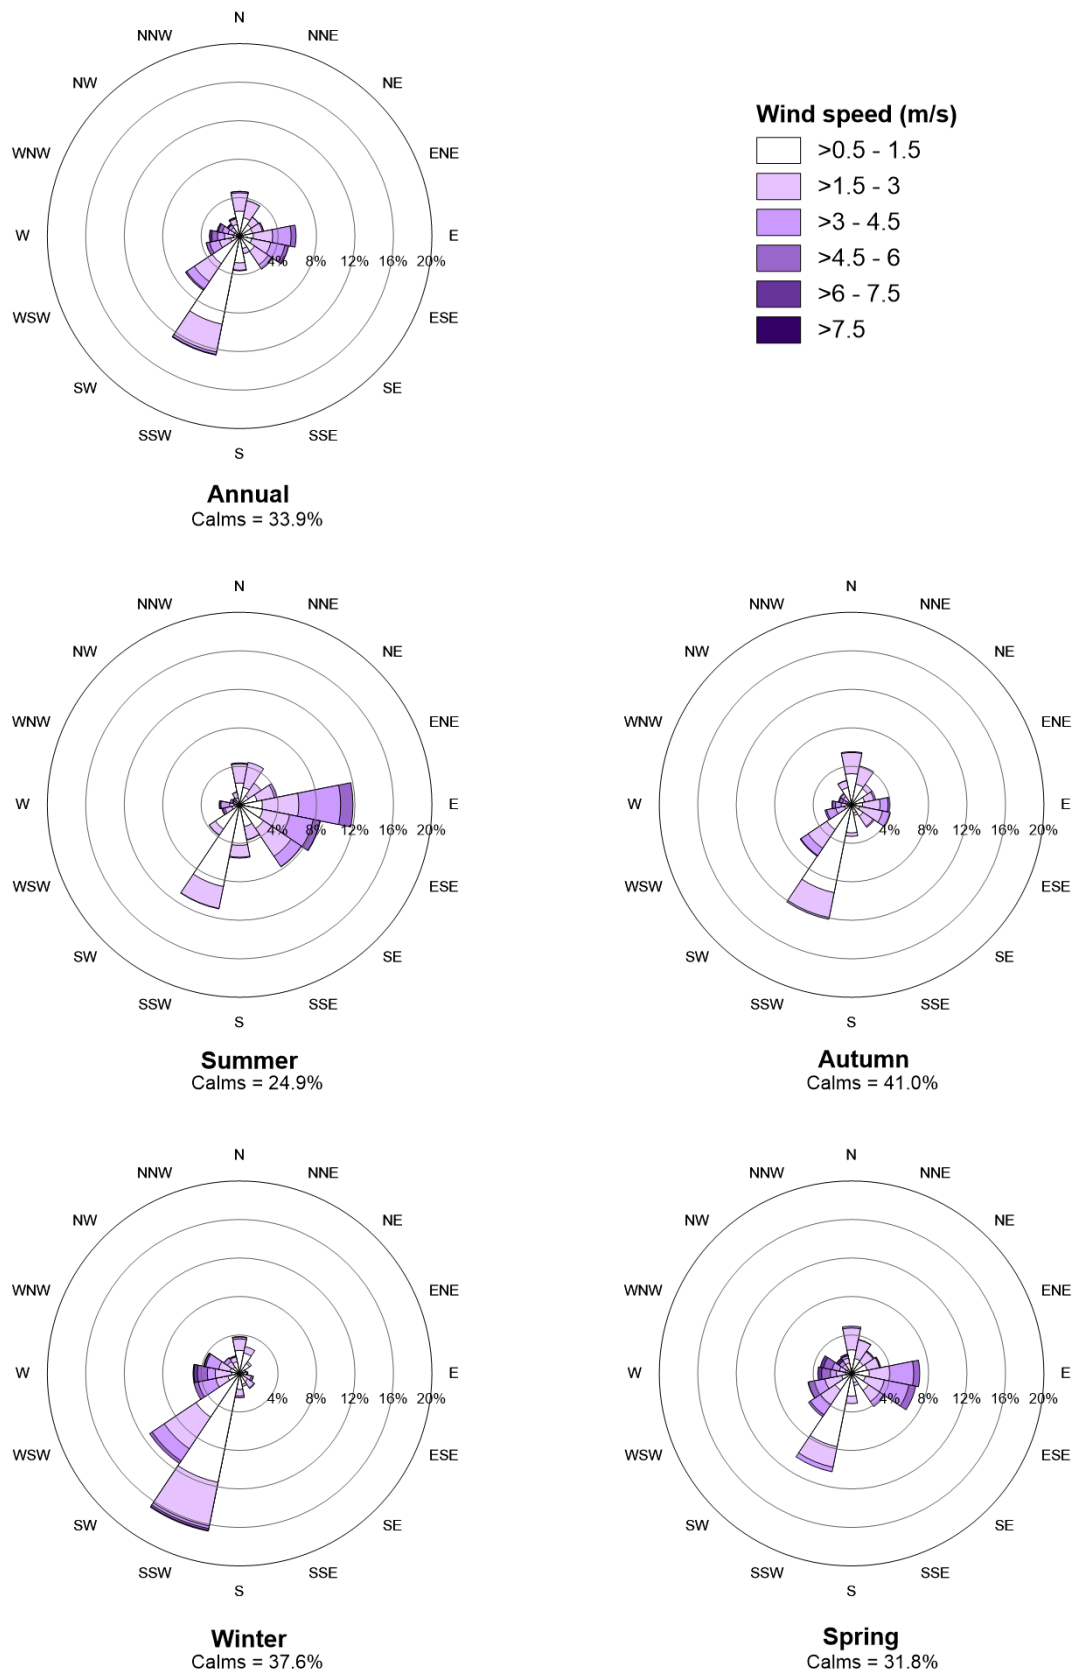 N
NNW
NNE
NW
NE
WNW
ENE
W
E
4%
8%
12%
16%
20%
WSW
ESE
SW
SE
SSW
SSE
S
Annual
Calms = 33.9%
Wind speed (m/s)
>0.5 - 1.5
>1.5 - 3
>3 - 4.5
>4.5 - 6
>6 - 7.5
>7.5
N
NNW
NNE
NW
NE
WNW
ENE
W
E
4%
8%
12%
16%
20%
WSW
ESE
SW
SE
SSW
SSE
S
Summer
Calms = 24.9%
N
NNW
NNE
NW
NE
WNW
ENE
W
E
4%
8%
12%
16%
20%
WSW
ESE
SW
SE
SSW
SSE
S
Autumn
Calms = 41.0%
N
NNW
NNE
NW
NE
WNW
ENE
W
E
4%
8%
12%
16%
20%
WSW
ESE
SW
SE
SSW
SSE
S
Winter
Calms = 37.6%
N
NNW
NNE
NW
NE
WNW
ENE
W
E
4%
8%
12%
16%
20%
WSW
ESE
SW
SE
SSW
SSE
S
Spring
Calms = 31.8%